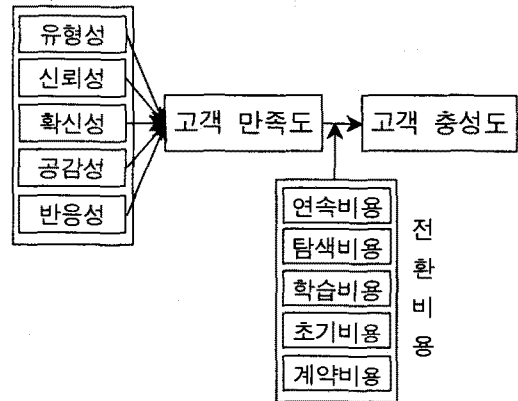 유형성
신뢰성
확신성
공감성
반응성
고객 만족도
고객 충성도
연속비용
탐색비용
학습비용
초기비용
계약비용
전환비용